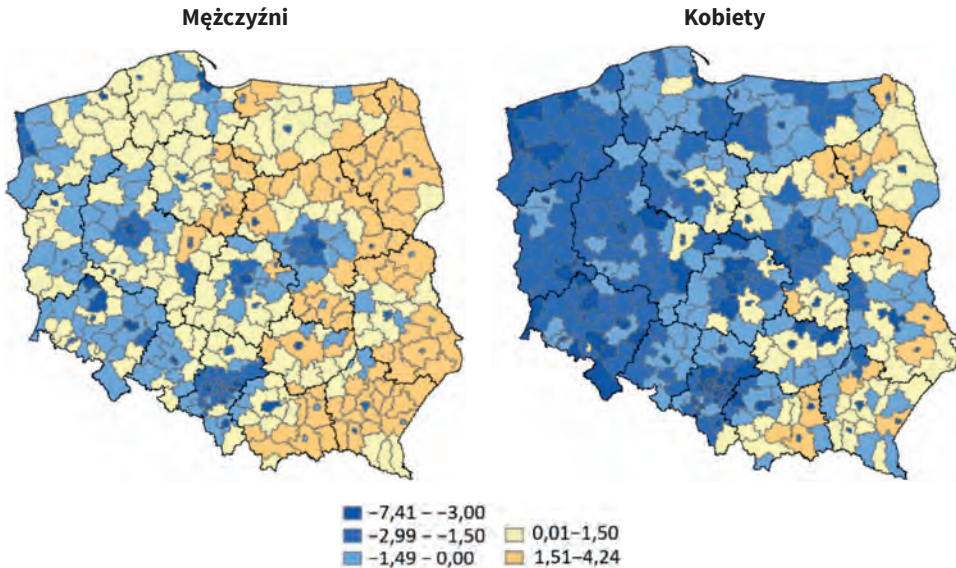 Mężczyźni
Kobiety
−7,41 – −3,00
−2,99 – −1,50
−1,49 – 0,00
0,01–1,50
1,51–4,24